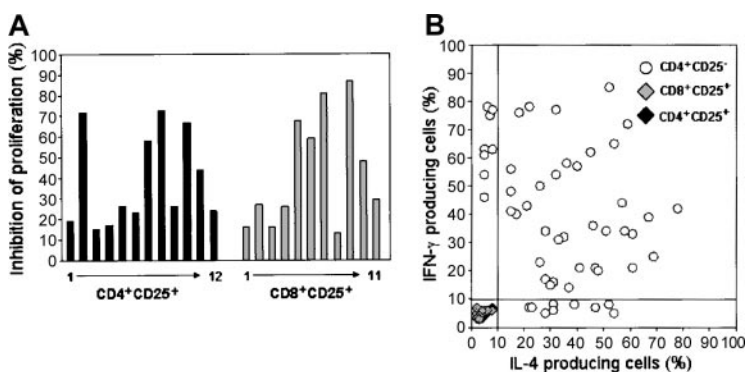 A
Inhibition of proliferation (%)
100
90
80
70
60
50
40
30
20
10
0
1 12
CD4+CD25+
1 11
CD8+CD25+
B
IFN-γ producing cells (%)
100
90
80
70
60
50
40
30
20
10
0
CD4+CD25-
CD8+CD25+
CD4+CD25+
0 10 20 30 40 50 60 70 80 90 100
IL-4 producing cells (%)